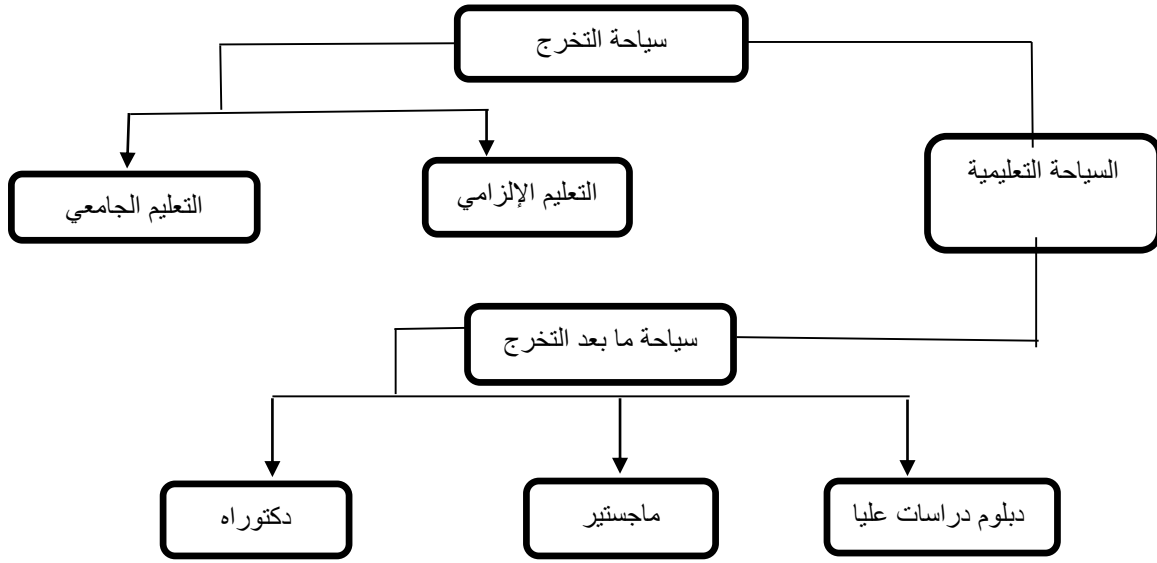 سياحة التخرج
السياحة التعليمية
التعليم الإلزامي
التعليم الجامعي
سياحة ما بعد التخرج
دبلوم دراسات عليا
ماجستير
دكتوراه